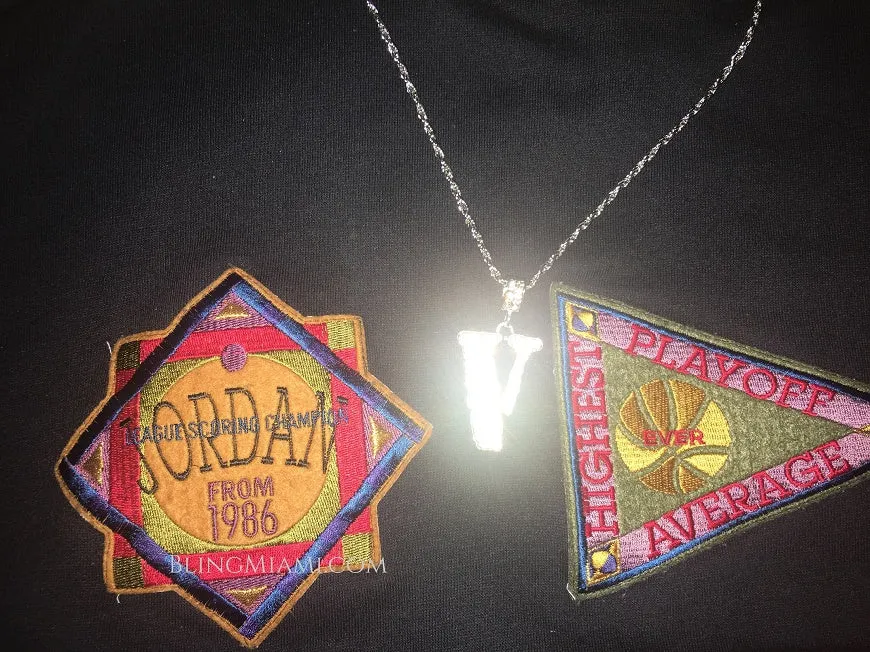 "JORDAN"
LEAGUE SCORING CHAMPION
FROM
1986
BLINGMIAMI.COM
V
HIGHEST
PLAYOFF
EVER
AVERAGE